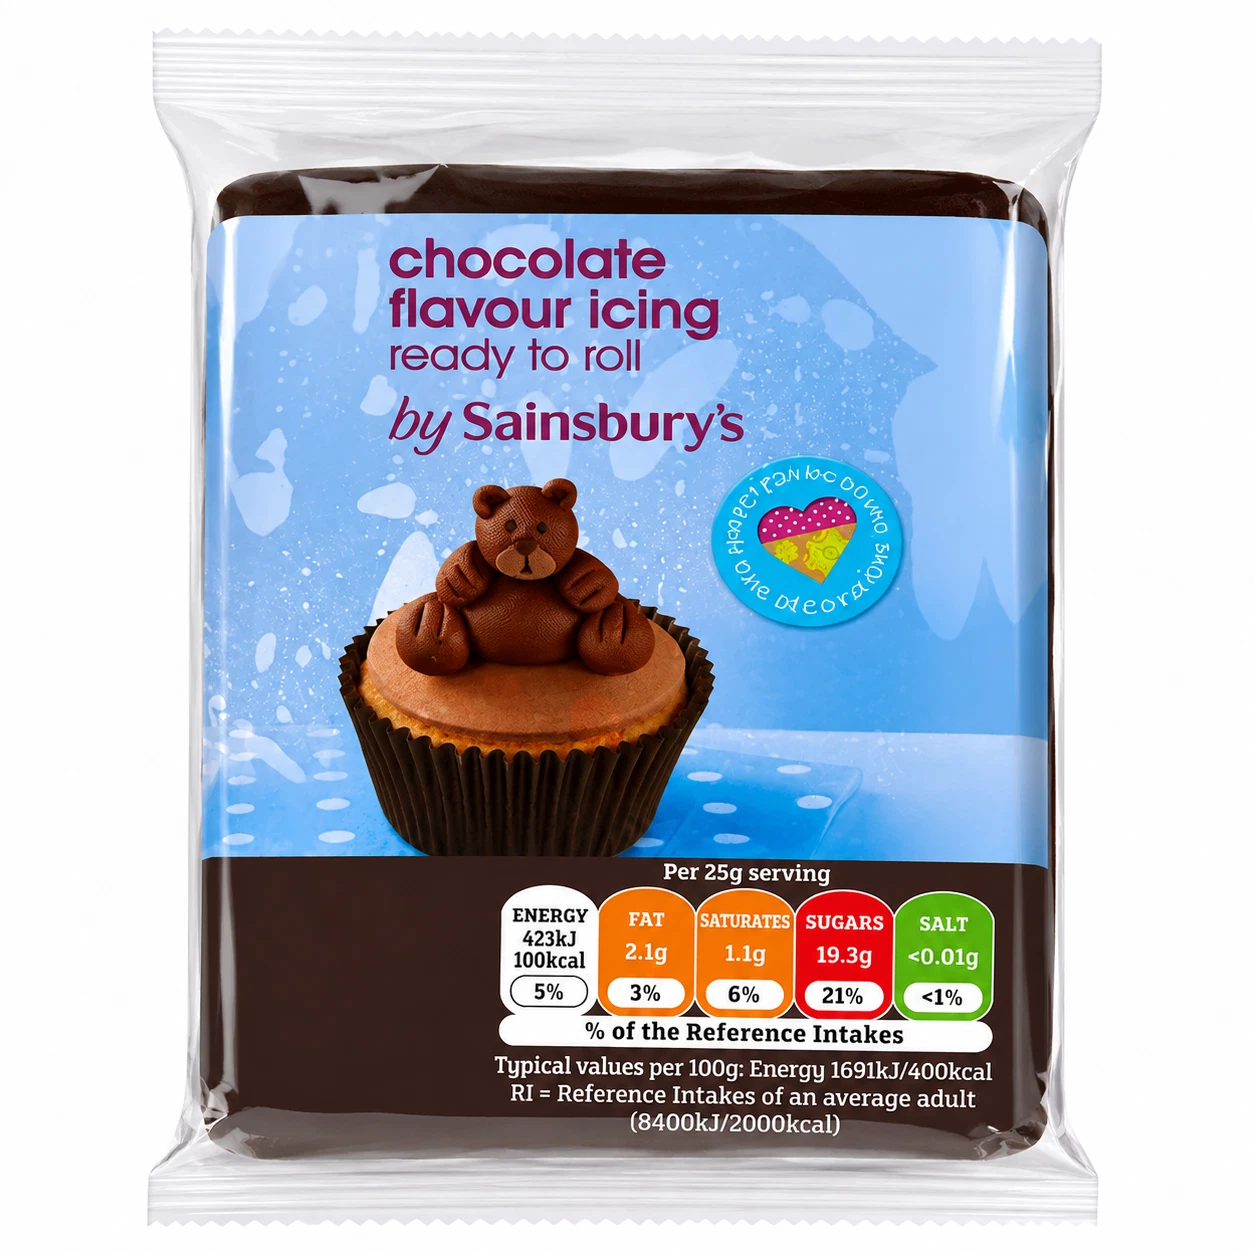 chocolate
flavour icing
ready to roll
by Sainsbury's
Per 25g serving
ENERGY
423kJ
100kcal
5%
FAT
2.1g
3%
SATURATES
1.1g
6%
SUGARS
19.3g
21%
SALT
<0.01g
<1%
% of the Reference Intakes
Typical values per 100g: Energy 1691kJ/400kcal
RI = Reference Intakes of an average adult
(8400kJ/2000kcal)